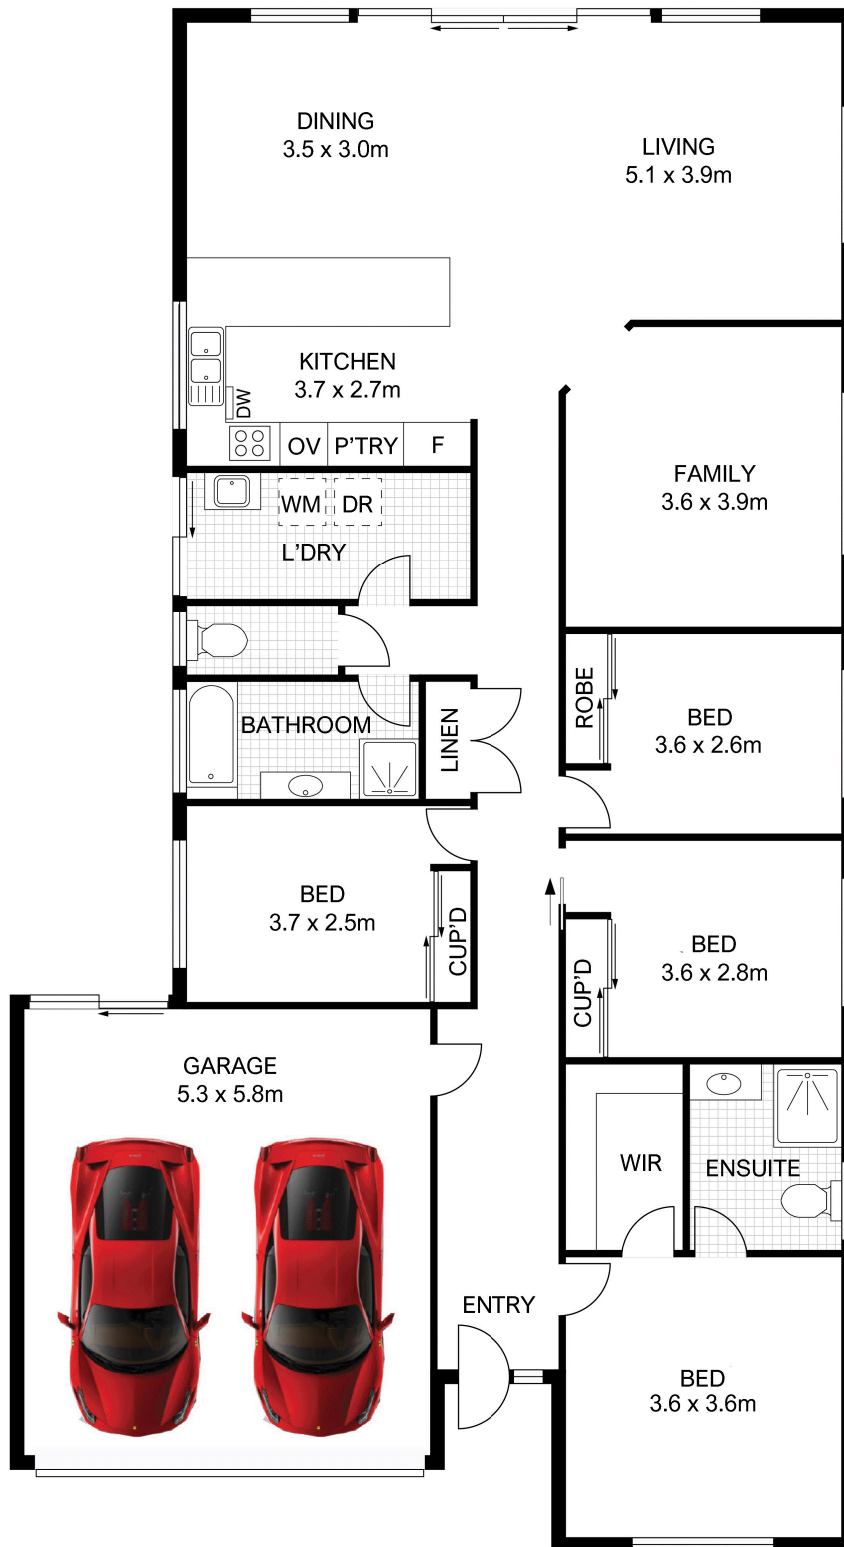 DINING
3.5 x 3.0m
LIVING
5.1 x 3.9m
KITCHEN
3.7 x 2.7m
DW
OV
P'TRY
F
FAMILY
3.6 x 3.9m
WM
DR
L'DRY
ROBE
BED
3.6 x 2.6m
BATHROOM
LINEN
BED
3.7 x 2.5m
CUP'D
BED
3.6 x 2.8m
CUP'D
GARAGE
5.3 x 5.8m
WIR
ENSUITE
ENTRY
BED
3.6 x 3.6m